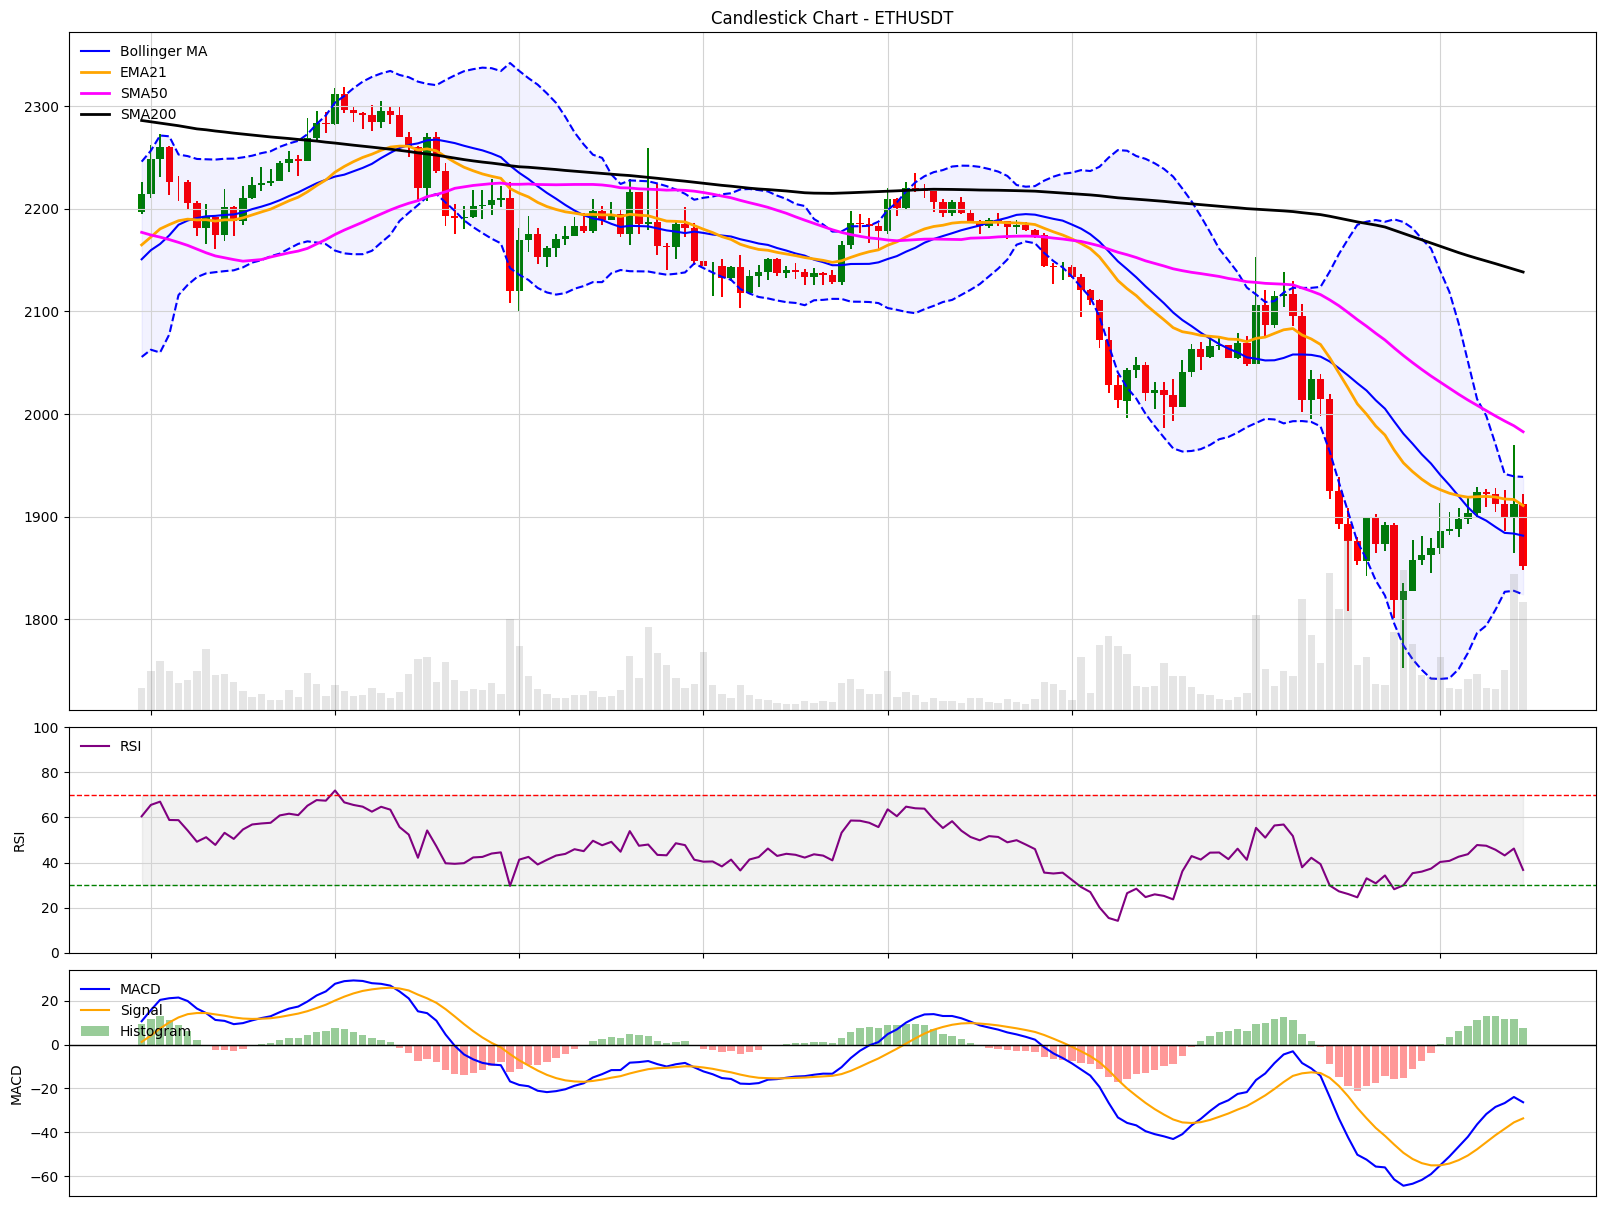 Candlestick Chart - ETHUSDT
Bollinger MA
EMA21
SMA50
SMA200
2300
2200
2100
2000
1900
1800
RSI
100
80
60
40
20
0
RSI
MACD
Signal
Histogram
20
0
−20
−40
−60
MACD